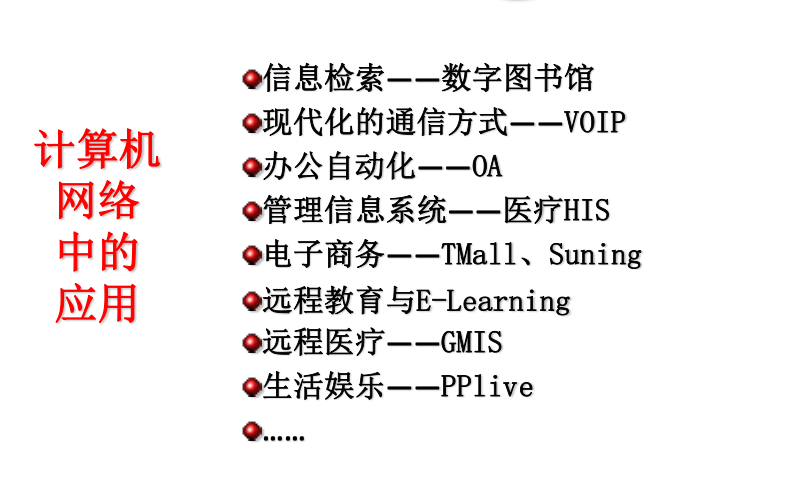 计算机
网络
中的
应用
信息检索——数字图书馆
现代化的通信方式——VOIP
办公自动化——OA
管理信息系统——医疗HIS
电子商务——TMall、Suning
远程教育与E-Learning
远程医疗——GMIS
生活娱乐——PPlive
……